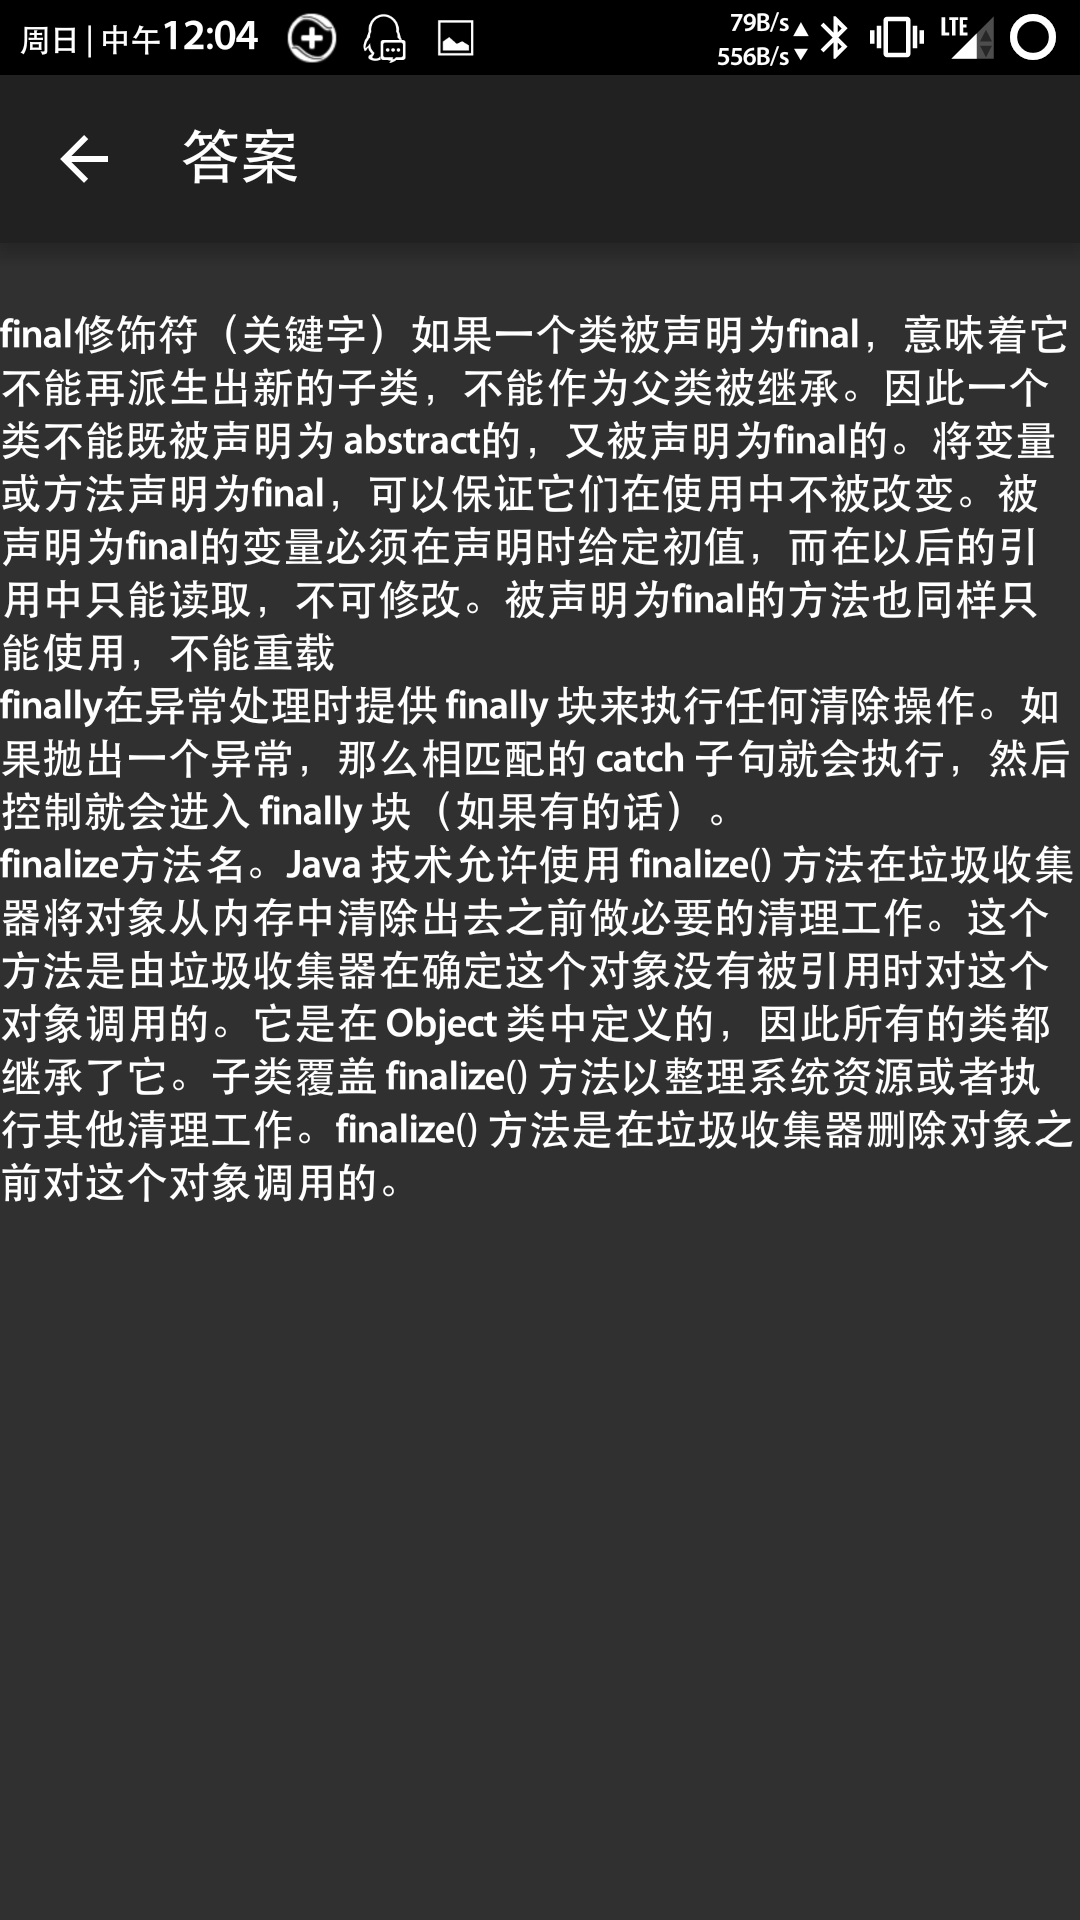 周日 | 中午12:04
79B/s
556B/s
LTE
答案
final修饰符（关键字）如果一个类被声明为final，意味着它
不能再派生出新的子类，不能作为父类被继承。因此一个
类不能既被声明为 abstract的，又被声明为final的。将变量
或方法声明为final，可以保证它们在使用中不被改变。被
声明为final的变量必须在声明时给定初值，而在以后的引
用中只能读取，不可修改。被声明为final的方法也同样只
能使用，不能重载
finally在异常处理时提供 finally 块来执行任何清除操作。如
果抛出一个异常，那么相匹配的 catch 子句就会执行，然后
控制就会进入 finally 块（如果有的话）。
finalize方法名。Java 技术允许使用 finalize() 方法在垃圾收集
器将对象从内存中清除出去之前做必要的清理工作。这个
方法是由垃圾收集器在确定这个对象没有被引用时对这个
对象调用的。它是在 Object 类中定义的，因此所有的类都
继承了它。子类覆盖 finalize() 方法以整理系统资源或者执
行其他清理工作。finalize() 方法是在垃圾收集器删除对象之
前对这个对象调用的。